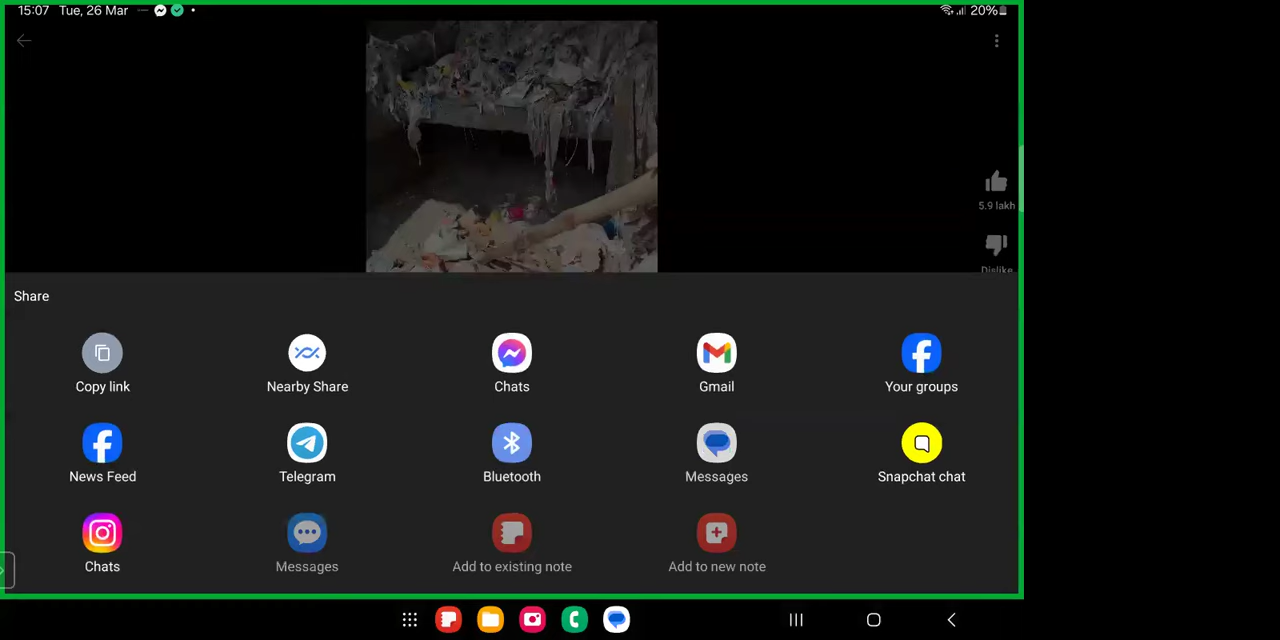 15:07 Tue, 26 Mar 20%
5.9 lakh
Dislike
Share
Copy link Nearby Share Chats Gmail Your groups
News Feed Telegram Bluetooth Messages Snapchat chat
Chats Messages Add to existing note Add to new note